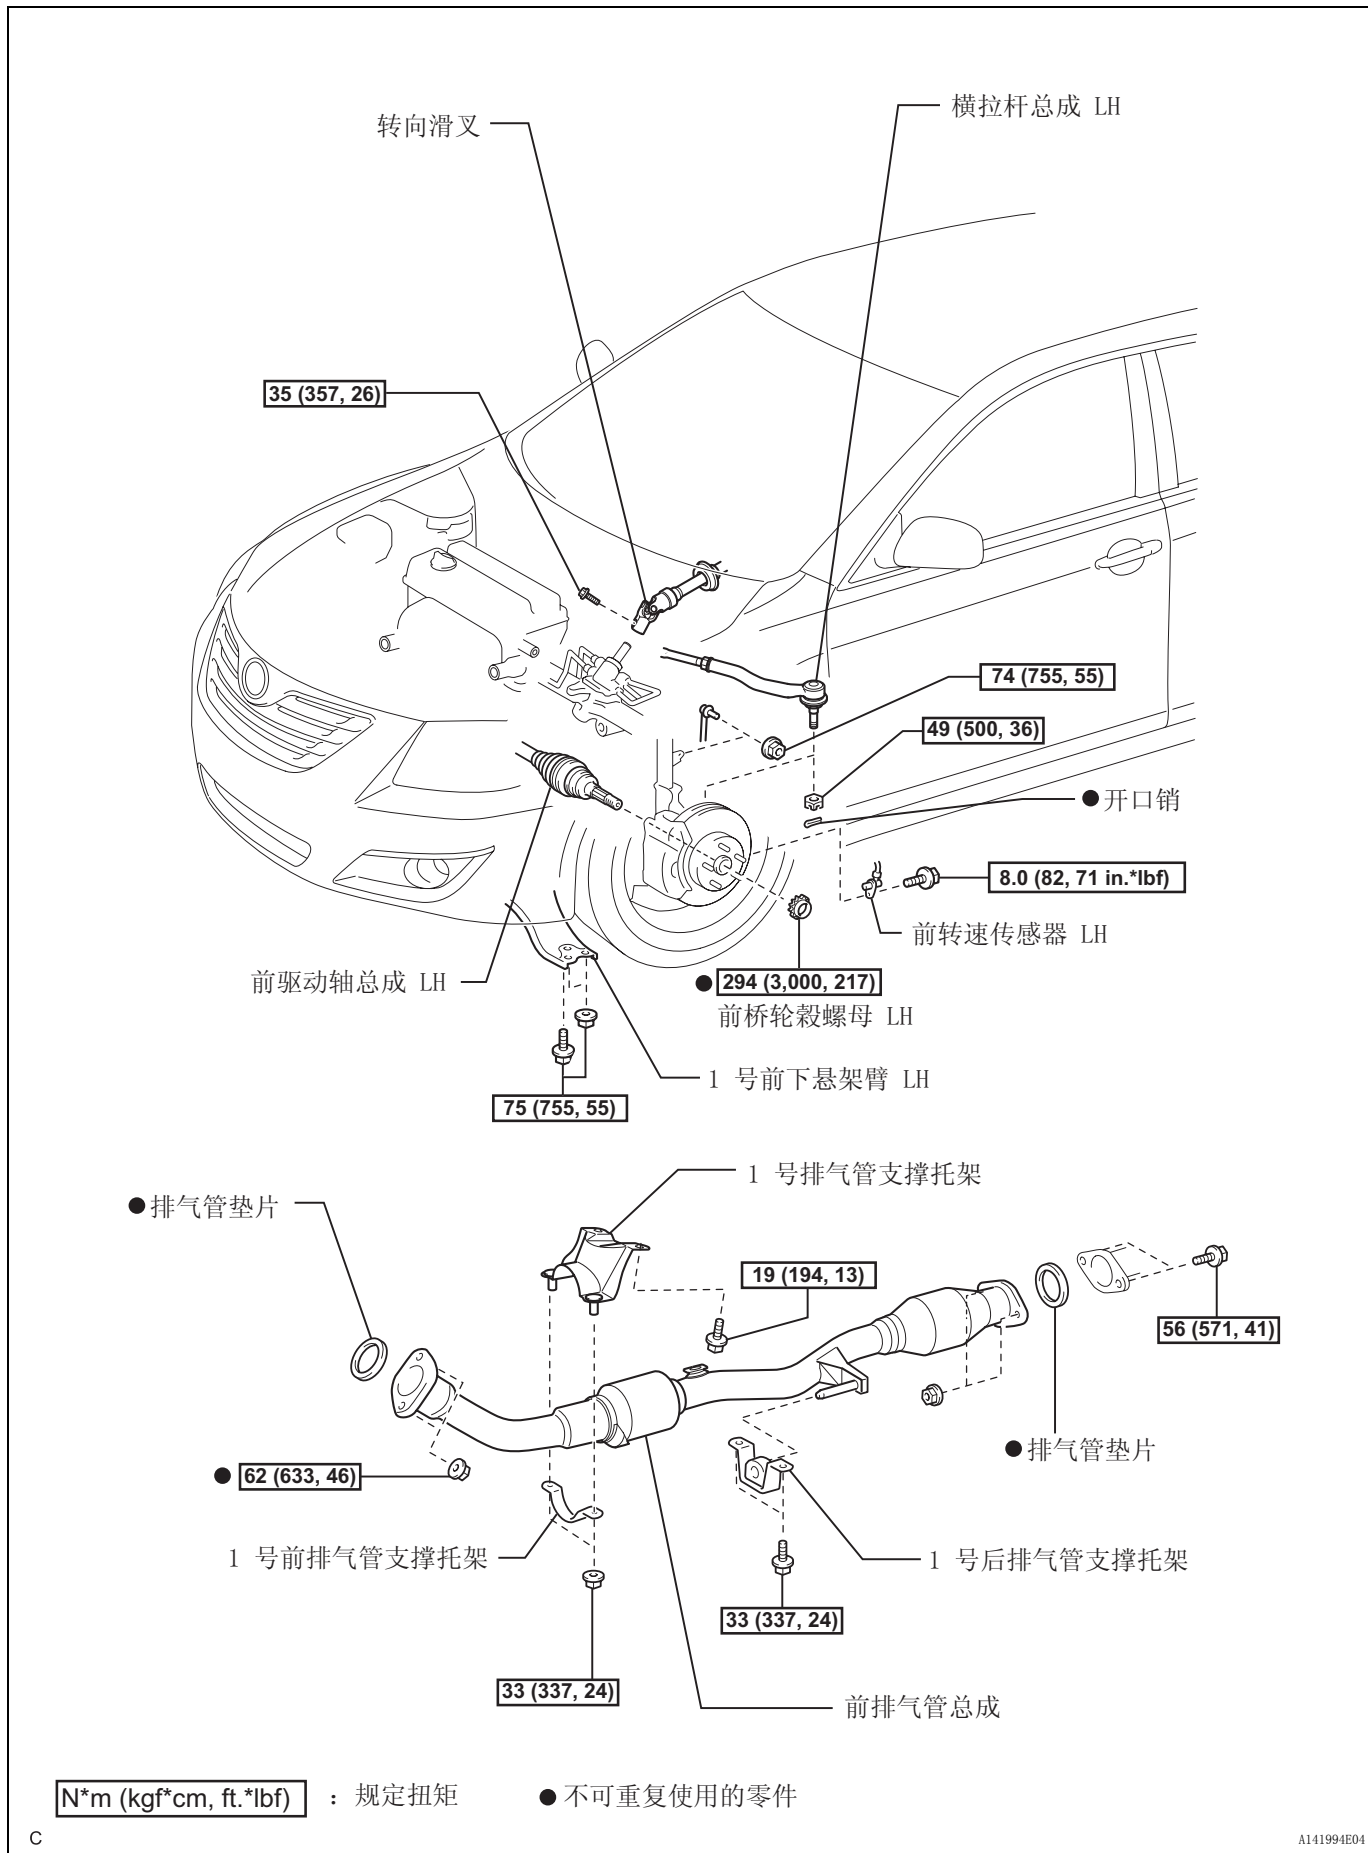 横拉杆总成 LH
转向滑叉
35 (357, 26)
74 (755, 55)
49 (500, 36)
●开口销
8.0 (82, 71 in.*lbf)
前转速传感器 LH
前驱动轴总成 LH
● 294 (3,000, 217)
前桥轮毂螺母 LH
1 号前下悬架臂 LH
75 (755, 55)
1 号排气管支撑托架
●排气管垫片
19 (194, 13)
56 (571, 41)
●排气管垫片
● 62 (633, 46)
1 号前排气管支撑托架
1 号后排气管支撑托架
33 (337, 24)
33 (337, 24)
前排气管总成
N*m (kgf*cm, ft.*lbf) ：规定扭矩 ● 不可重复使用的零件
C
A141994E04